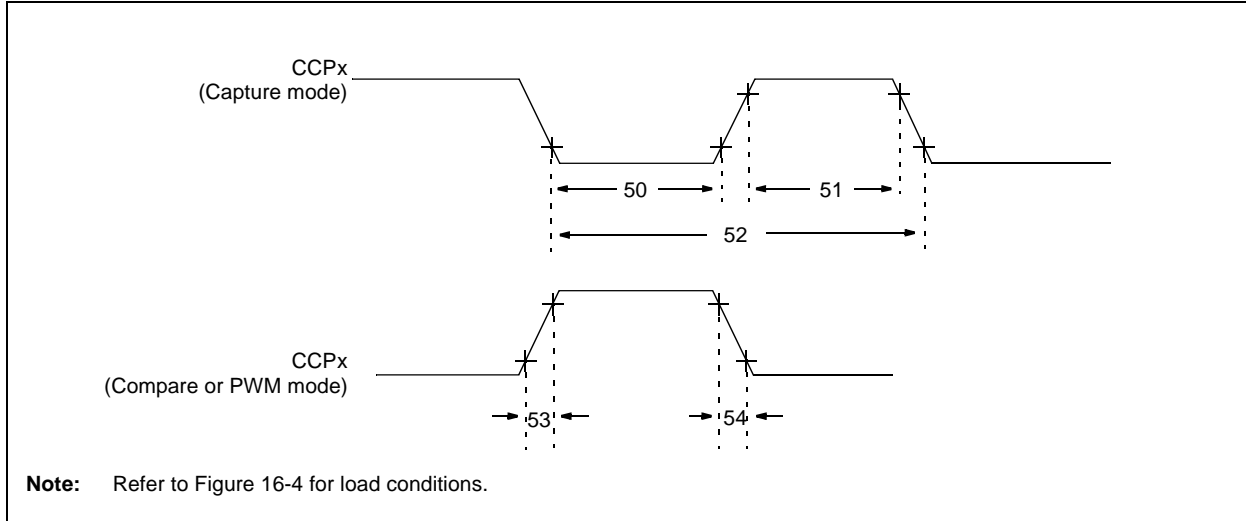 CCPx
(Capture mode)
50
51
52
CCPx
(Compare or PWM mode)
53
54
Note: Refer to Figure 16-4 for load conditions.